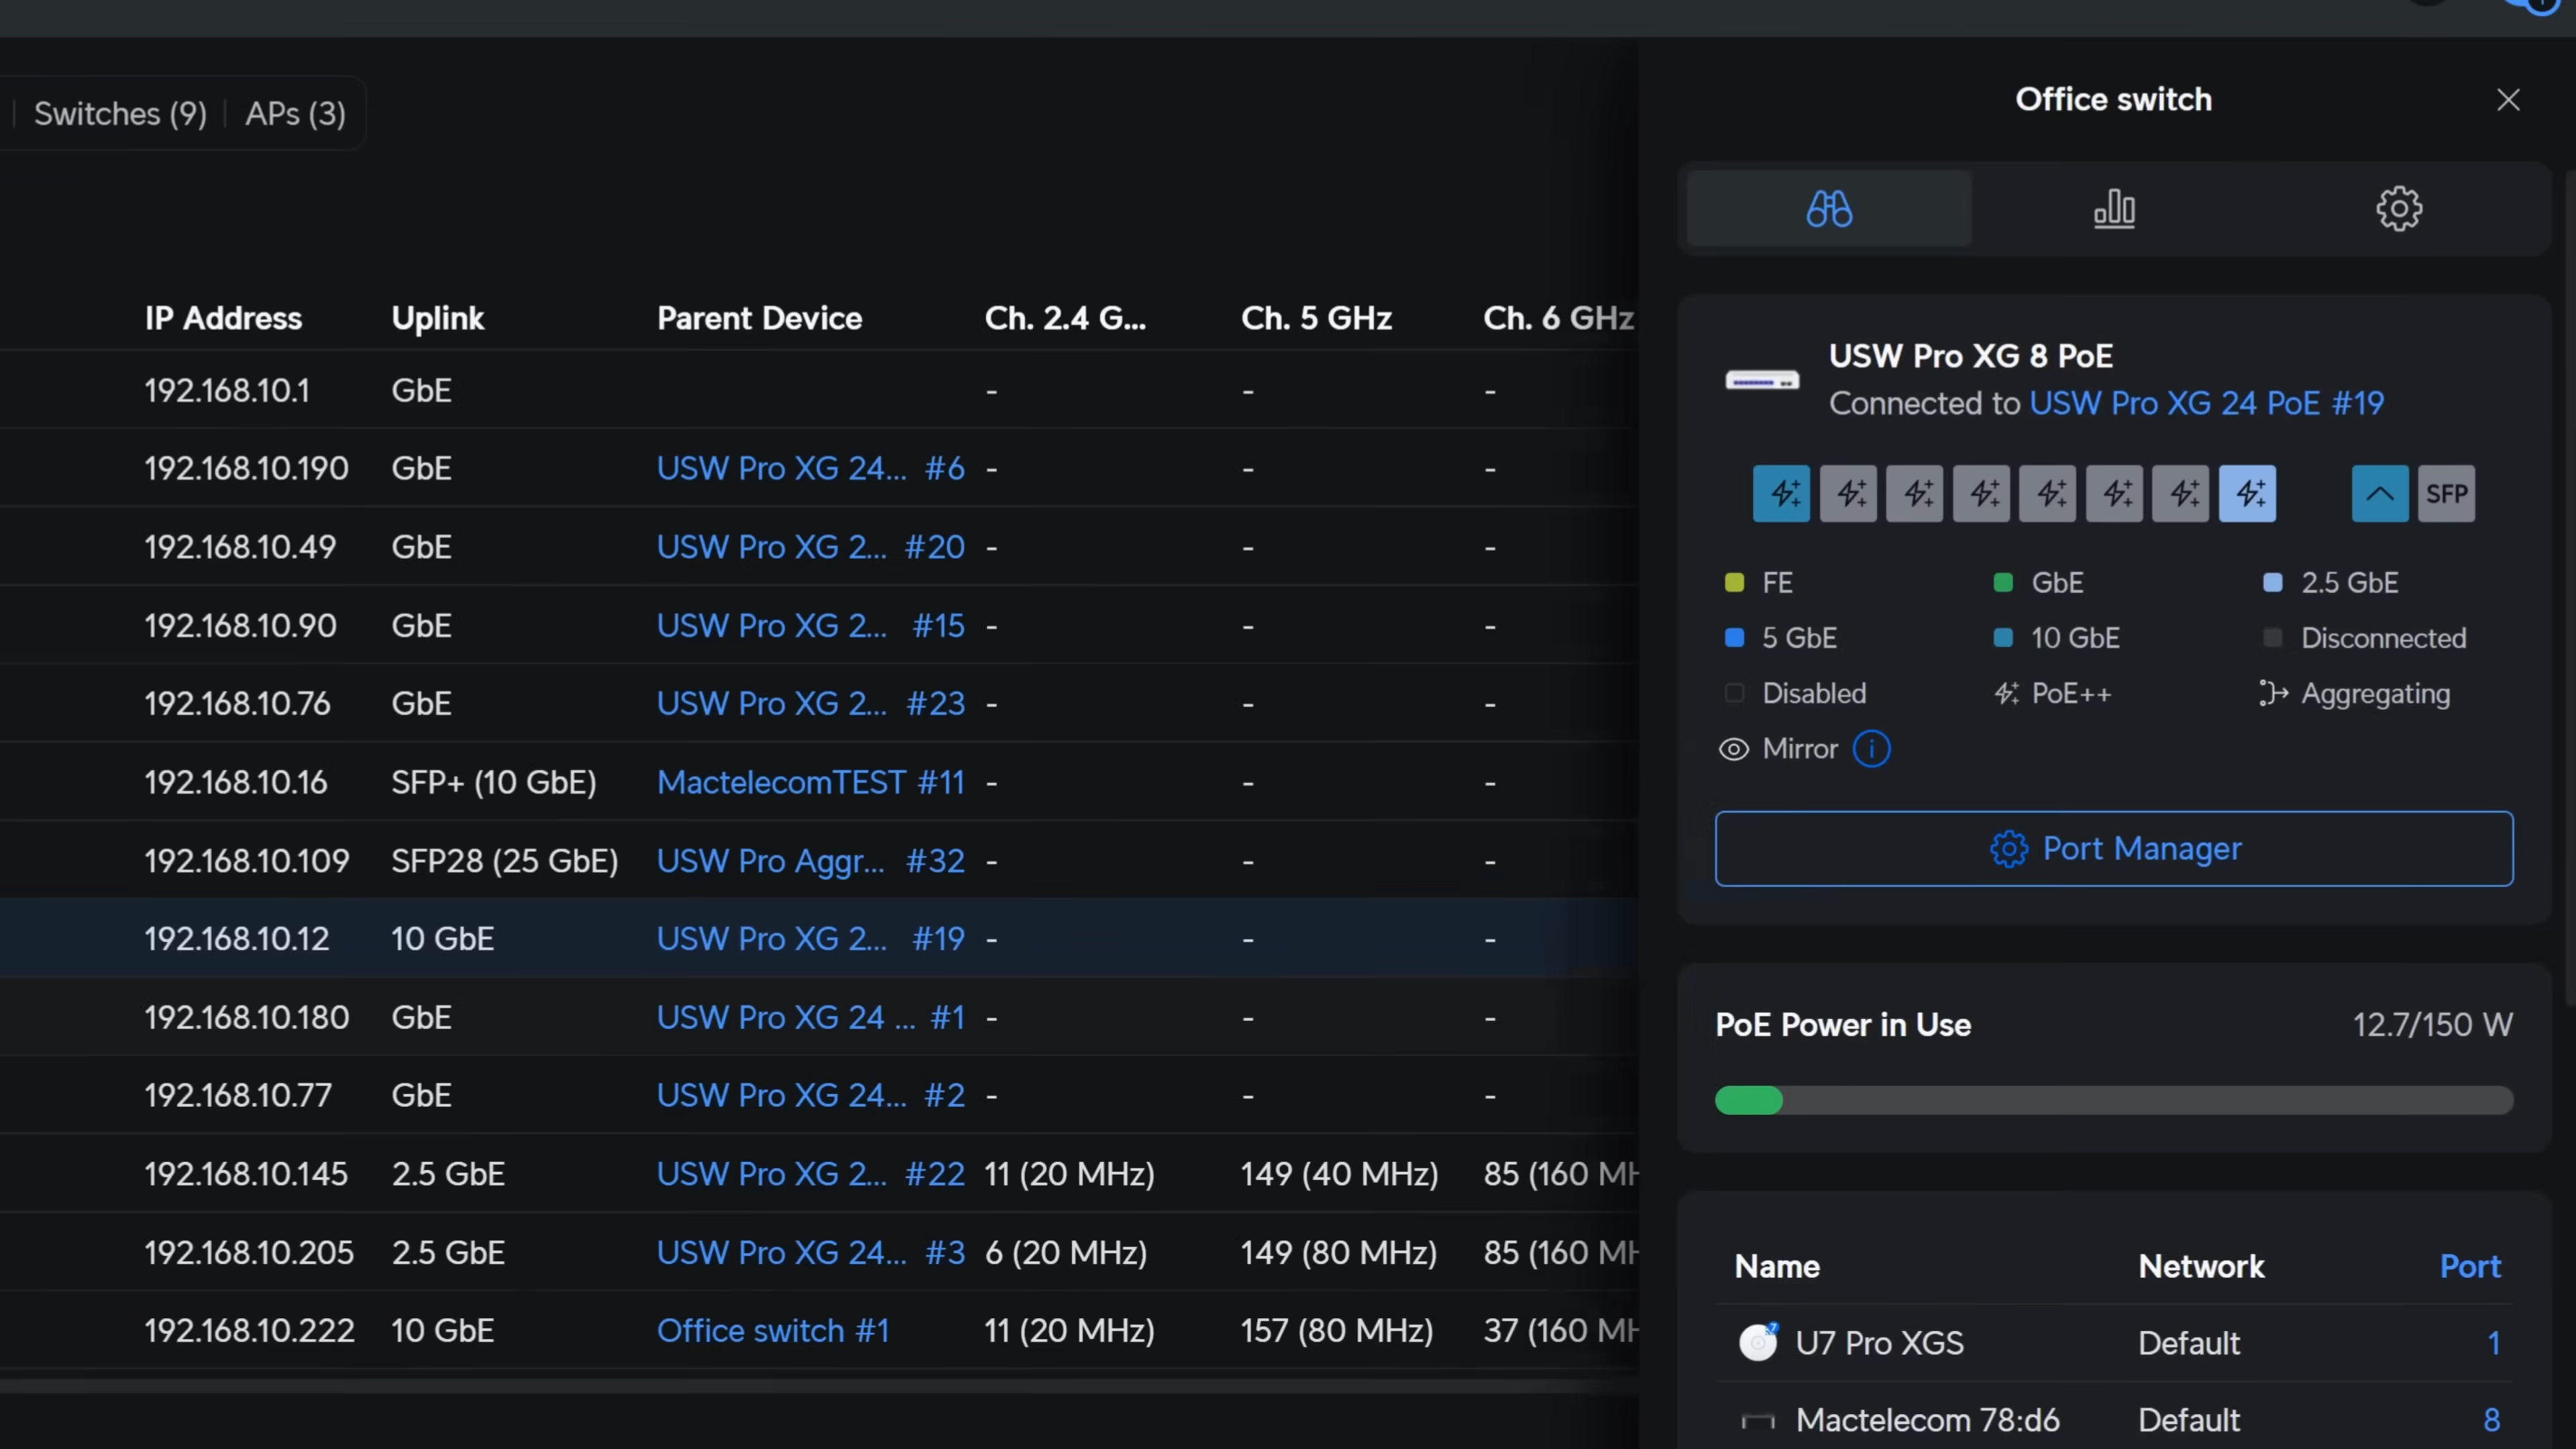 Switches (9) APs (3)
IP Address Uplink Parent Device Ch. 2.4 G... Ch. 5 GHz Ch. 6 GHz
192.168.10.1 GbE - - -
192.168.10.190 GbE USW Pro XG 24... #6 - - -
192.168.10.49 GbE USW Pro XG 2... #20 - - -
192.168.10.90 GbE USW Pro XG 2... #15 - - -
192.168.10.76 GbE USW Pro XG 2... #23 - - -
192.168.10.16 SFP+ (10 GbE) MactelecomTEST #11 - - -
192.168.10.109 SFP28 (25 GbE) USW Pro Aggr... #32 - - -
192.168.10.12 10 GbE USW Pro XG 2... #19 - - -
192.168.10.180 GbE USW Pro XG 24 ... #1 - - -
192.168.10.77 GbE USW Pro XG 24... #2 - - -
192.168.10.145 2.5 GbE USW Pro XG 2... #22 11 (20 MHz) 149 (40 MHz) 85 (160 MH
192.168.10.205 2.5 GbE USW Pro XG 24... #3 6 (20 MHz) 149 (80 MHz) 85 (160 MH
192.168.10.222 10 GbE Office switch #1 11 (20 MHz) 157 (80 MHz) 37 (160 MH
Office switch
USW Pro XG 8 PoE
Connected to USW Pro XG 24 PoE #19
SFP
FE GbE 2.5 GbE
5 GbE 10 GbE Disconnected
Disabled PoE++ Aggregating
Mirror
Port Manager
PoE Power in Use 12.7/150 W
Name Network Port
U7 Pro XGS Default 1
Mactelecom 78:d6 Default 8